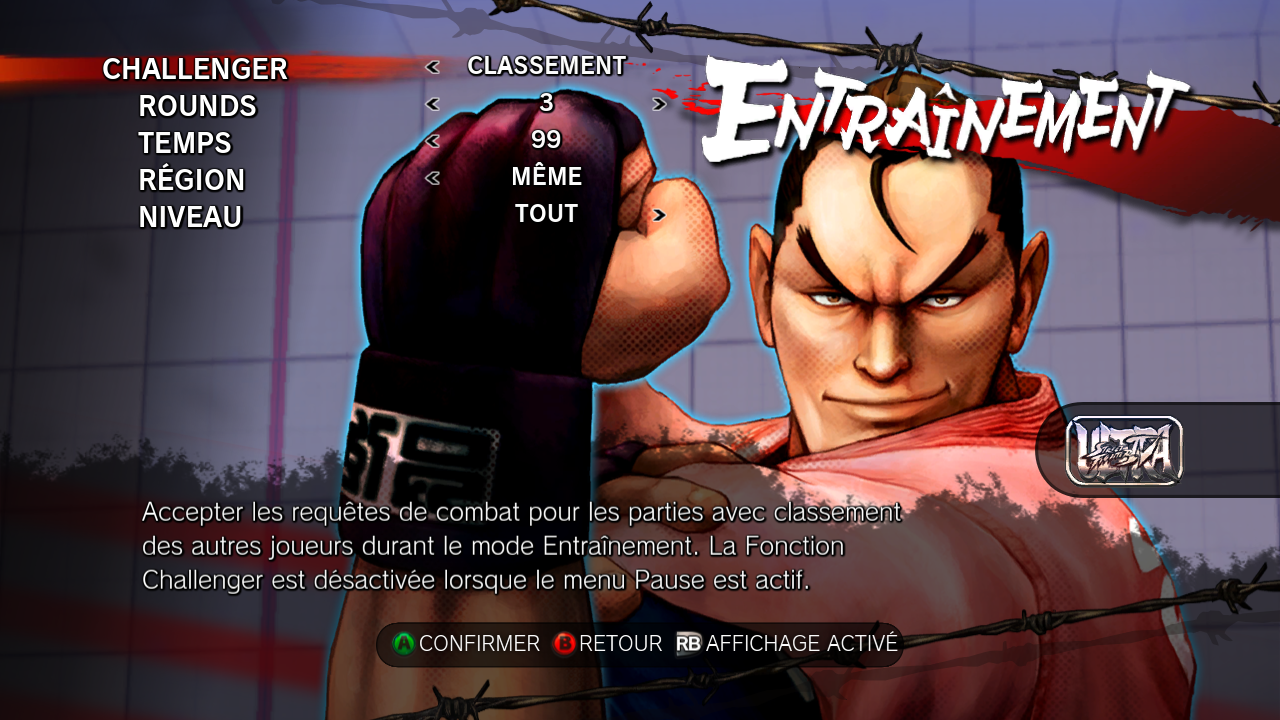 ENTRAÎNEMENT
CHALLENGER CLASSEMENT
ROUNDS 3
TEMPS 99
RÉGION MÊME
NIVEAU TOUT
Accepter les requêtes de combat pour les parties avec classement
des autres joueurs durant le mode Entraînement. La Fonction
Challenger est désactivée lorsque le menu Pause est actif.
A CONFIRMER B RETOUR RB AFFICHAGE ACTIVÉ